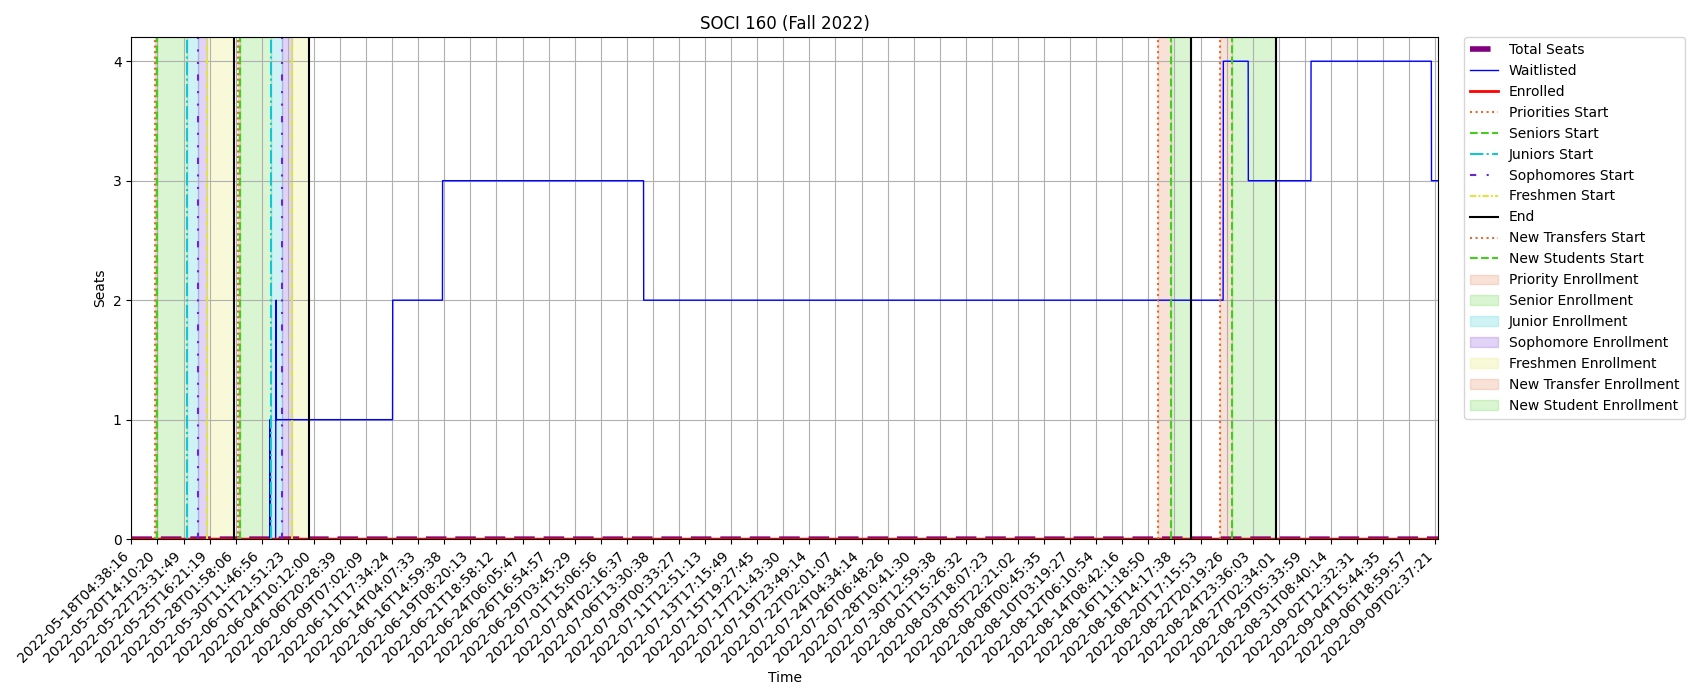 SOCI 160 (Fall 2022)
Seats
4
3
2
1
0
2022-05-18T04:38:16
2022-05-20T14:10:20
2022-05-22T23:31:49
2022-05-25T16:21:19
2022-05-28T01:58:06
2022-05-30T11:46:56
2022-06-01T21:51:23
2022-06-04T10:12:00
2022-06-06T20:28:39
2022-06-09T07:02:09
2022-06-11T17:34:24
2022-06-14T04:07:33
2022-06-16T14:59:38
2022-06-19T08:20:13
2022-06-21T18:58:12
2022-06-24T06:05:47
2022-06-26T16:54:57
2022-06-29T03:45:29
2022-07-01T15:06:56
2022-07-04T02:16:37
2022-07-06T13:30:38
2022-07-09T00:33:27
2022-07-11T12:51:13
2022-07-13T17:15:49
2022-07-15T19:27:45
2022-07-17T21:43:30
2022-07-19T23:49:14
2022-07-22T02:01:07
2022-07-24T04:34:14
2022-07-26T06:48:26
2022-07-28T10:41:30
2022-07-30T12:59:38
2022-08-01T15:26:32
2022-08-03T18:07:23
2022-08-05T22:21:02
2022-08-08T00:45:35
2022-08-10T03:19:27
2022-08-12T06:10:54
2022-08-14T08:42:16
2022-08-16T11:18:50
2022-08-18T14:17:38
2022-08-20T17:15:53
2022-08-22T20:19:26
2022-08-24T23:36:03
2022-08-27T02:34:01
2022-08-29T05:33:59
2022-08-31T08:40:14
2022-09-02T12:32:31
2022-09-04T15:44:35
2022-09-06T18:59:57
2022-09-09T02:37:21
Time
Total Seats
Waitlisted
Enrolled
Priorities Start
Seniors Start
Juniors Start
Sophomores Start
Freshmen Start
End
New Transfers Start
New Students Start
Priority Enrollment
Senior Enrollment
Junior Enrollment
Sophomore Enrollment
Freshmen Enrollment
New Transfer Enrollment
New Student Enrollment